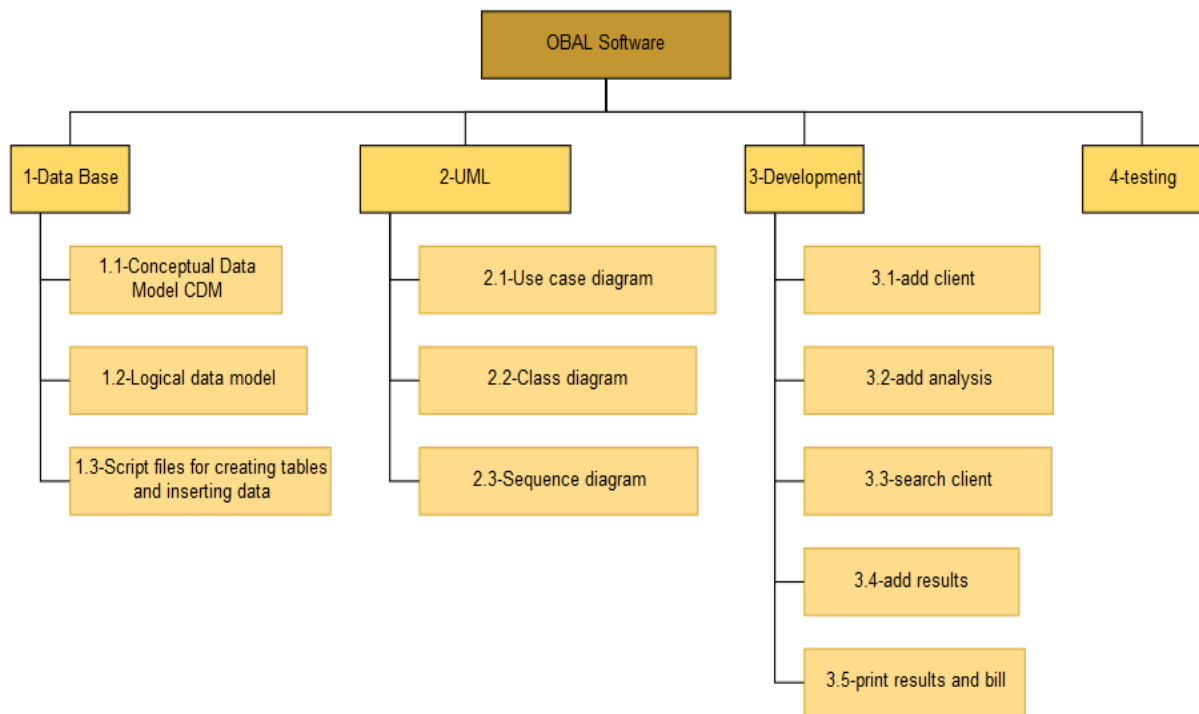 OBAL Software
1-Data Base
2-UML
3-Development
4-testing
1.1-Conceptual Data
Model CDM
2.1-Use case diagram
3.1-add client
1.2-Logical data model
2.2-Class diagram
3.2-add analysis
1.3-Script files for creating tables
and inserting data
2.3-Sequence diagram
3.3-search client
3.4-add results
3.5-print results and bill